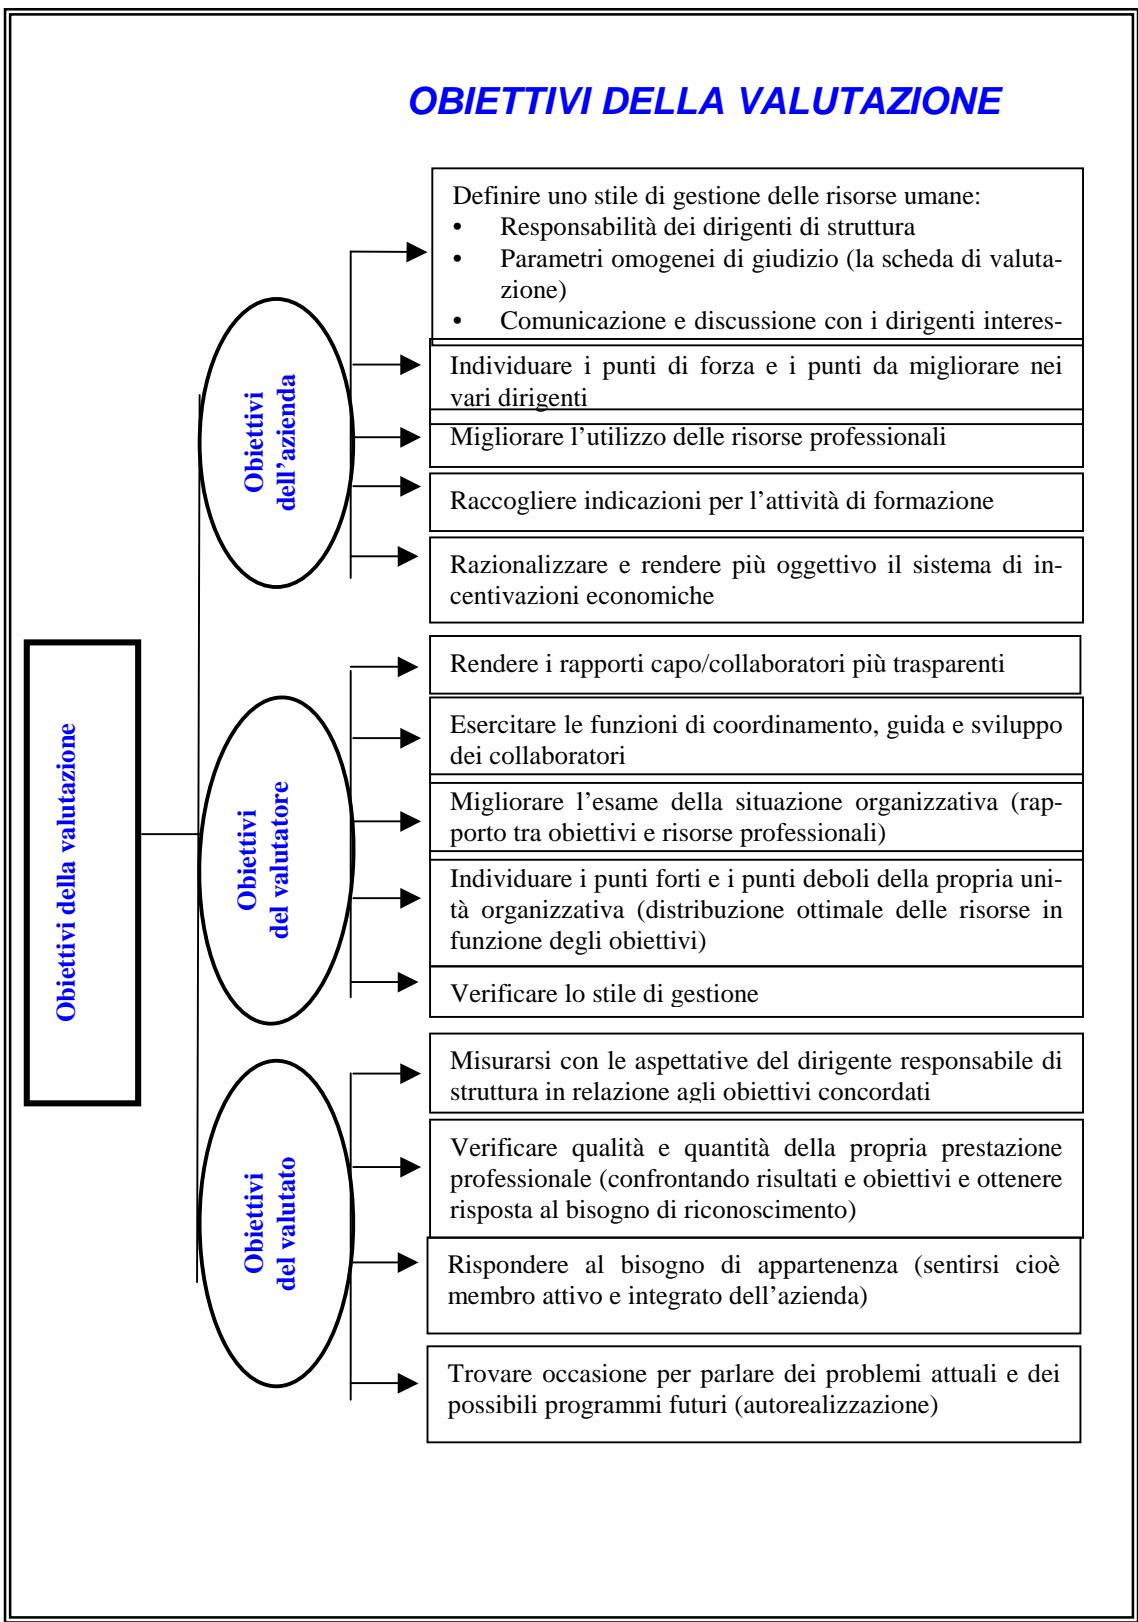 OBIETTIVI DELLA VALUTAZIONE
Obiettivi della valutazione
Obiettivi
dell'azienda
Definire uno stile di gestione delle risorse umane:
• Responsabilità dei dirigenti di struttura
• Parametri omogenei di giudizio (la scheda di valuta-
zione)
• Comunicazione e discussione con i dirigenti interes-
Individuare i punti di forza e i punti da migliorare nei
vari dirigenti
Migliorare l'utilizzo delle risorse professionali
Raccogliere indicazioni per l'attività di formazione
Razionalizzare e rendere più oggettivo il sistema di in-
centivazioni economiche
Obiettivi
del valutatore
Rendere i rapporti capo/collaboratori più trasparenti
Esercitare le funzioni di coordinamento, guida e sviluppo
dei collaboratori
Migliorare l'esame della situazione organizzativa (rap-
porto tra obiettivi e risorse professionali)
Individuare i punti forti e i punti deboli della propria uni-
tà organizzativa (distribuzione ottimale delle risorse in
funzione degli obiettivi)
Verificare lo stile di gestione
Obiettivi
del valutato
Misurarsi con le aspettative del dirigente responsabile di
struttura in relazione agli obiettivi concordati
Verificare qualità e quantità della propria prestazione
professionale (confrontando risultati e obiettivi e ottenere
risposta al bisogno di riconoscimento)
Rispondere al bisogno di appartenenza (sentirsi cioè
membro attivo e integrato dell'azienda)
Trovare occasione per parlare dei problemi attuali e dei
possibili programmi futuri (autorealizzazione)